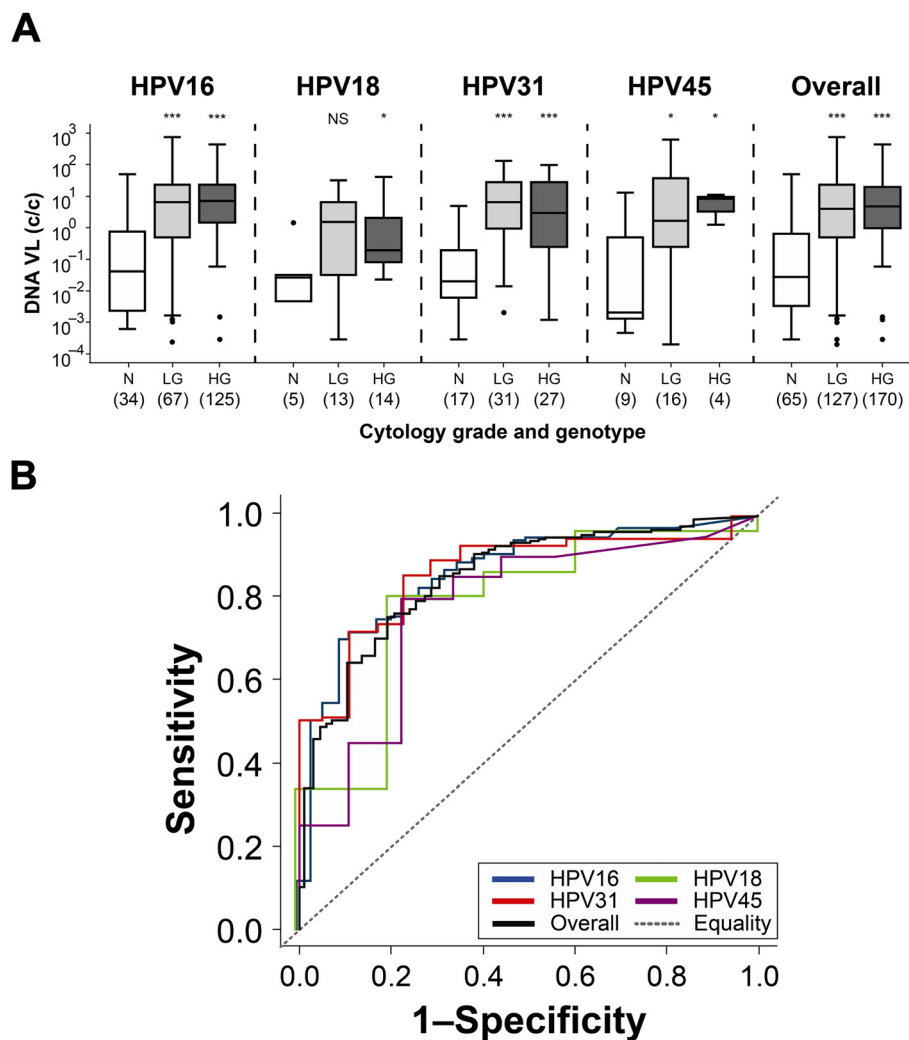 A
HPV16 HPV18 HPV31 HPV45 Overall
*** *** NS * *** *** * * *** ***
DNA VL (c/c)
10³
10²
10¹
10⁰
10⁻¹
10⁻²
10⁻³
10⁻⁴
N LG HG N LG HG N LG HG N LG HG N LG HG
(34) (67) (125) (5) (13) (14) (17) (31) (27) (9) (16) (4) (65) (127) (170)
Cytology grade and genotype
B
Sensitivity
1.0
0.8
0.6
0.4
0.2
0.0
HPV16 HPV18
HPV31 HPV45
Overall Equality
0.0 0.2 0.4 0.6 0.8 1.0
1–Specificity